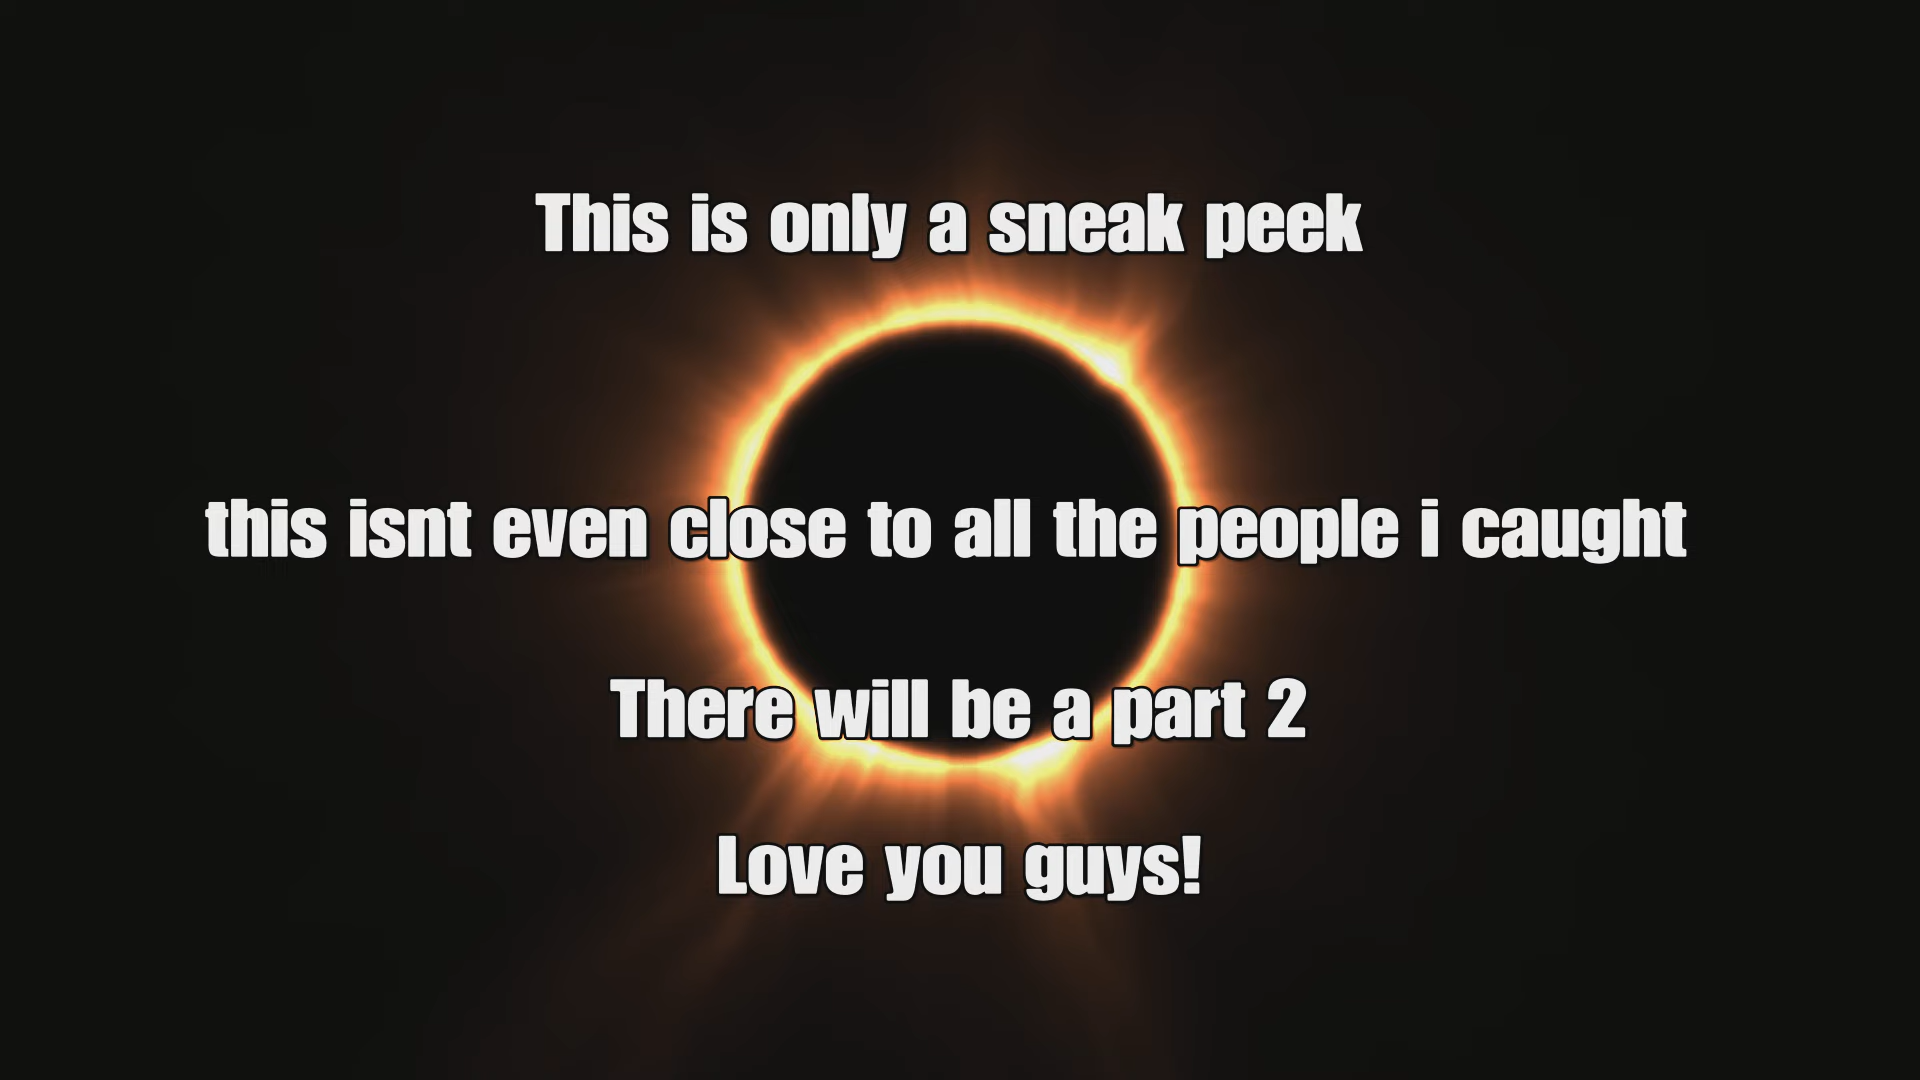 This is only a sneak peek
this isnt even close to all the people i caught
There will be a part 2
Love you guys!